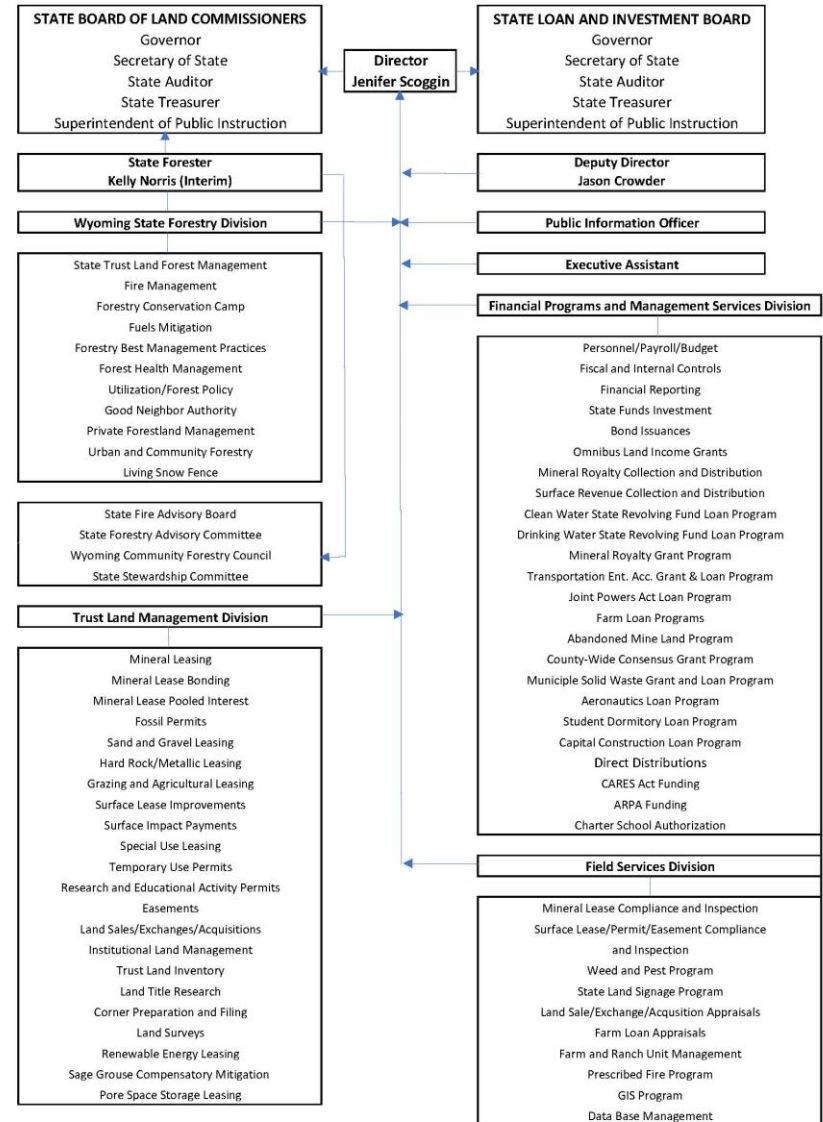 STATE BOARD OF LAND COMMISSIONERS
Governor
Secretary of State
State Auditor
State Treasurer
Superintendent of Public Instruction
Director
Jenifer Scoggin
STATE LOAN AND INVESTMENT BOARD
Governor
Secretary of State
State Auditor
State Treasurer
Superintendent of Public Instruction
State Forester
Kelly Norris (Interim)
Deputy Director
Jason Crowder
Wyoming State Forestry Division
Public Information Officer
Executive Assistant
State Trust Land Forest Management
Fire Management
Forestry Conservation Camp
Fuels Mitigation
Forestry Best Management Practices
Forest Health Management
Utilization/Forest Policy
Good Neighbor Authority
Private Forestland Management
Urban and Community Forestry
Living Snow Fence
State Fire Advisory Board
State Forestry Advisory Committee
Wyoming Community Forestry Council
State Stewardship Committee
Trust Land Management Division
Mineral Leasing
Mineral Lease Bonding
Mineral Lease Pooled Interest
Fossil Permits
Sand and Gravel Leasing
Hard Rock/Metallic Leasing
Grazing and Agricultural Leasing
Surface Lease Improvements
Surface Impact Payments
Special Use Leasing
Temporary Use Permits
Research and Educational Activity Permits
Easements
Land Sales/Exchanges/Acquisitions
Institutional Land Management
Trust Land Inventory
Land Title Research
Corner Preparation and Filing
Land Surveys
Renewable Energy Leasing
Sage Grouse Compensatory Mitigation
Pore Space Storage Leasing
Financial Programs and Management Services Division
Personnel/Payroll/Budget
Fiscal and Internal Controls
Financial Reporting
State Funds Investment
Bond Issuances
Omnibus Land Income Grants
Mineral Royalty Collection and Distribution
Surface Revenue Collection and Distribution
Clean Water State Revolving Fund Loan Program
Drinking Water State Revolving Fund Loan Program
Mineral Royalty Grant Program
Transportation Ent. Acc. Grant & Loan Program
Joint Powers Act Loan Program
Farm Loan Programs
Abandoned Mine Land Program
County-Wide Consensus Grant Program
Municiple Solid Waste Grant and Loan Program
Aeronautics Loan Program
Student Dormitory Loan Program
Capital Construction Loan Program
Direct Distributions
CARES Act Funding
ARPA Funding
Charter School Authorization
Field Services Division
Mineral Lease Compliance and Inspection
Surface Lease/Permit/Easement Compliance
and Inspection
Weed and Pest Program
State Land Signage Program
Land Sale/Exchange/Acqusition Appraisals
Farm Loan Appraisals
Farm and Ranch Unit Management
Prescribed Fire Program
GIS Program
Data Base Management